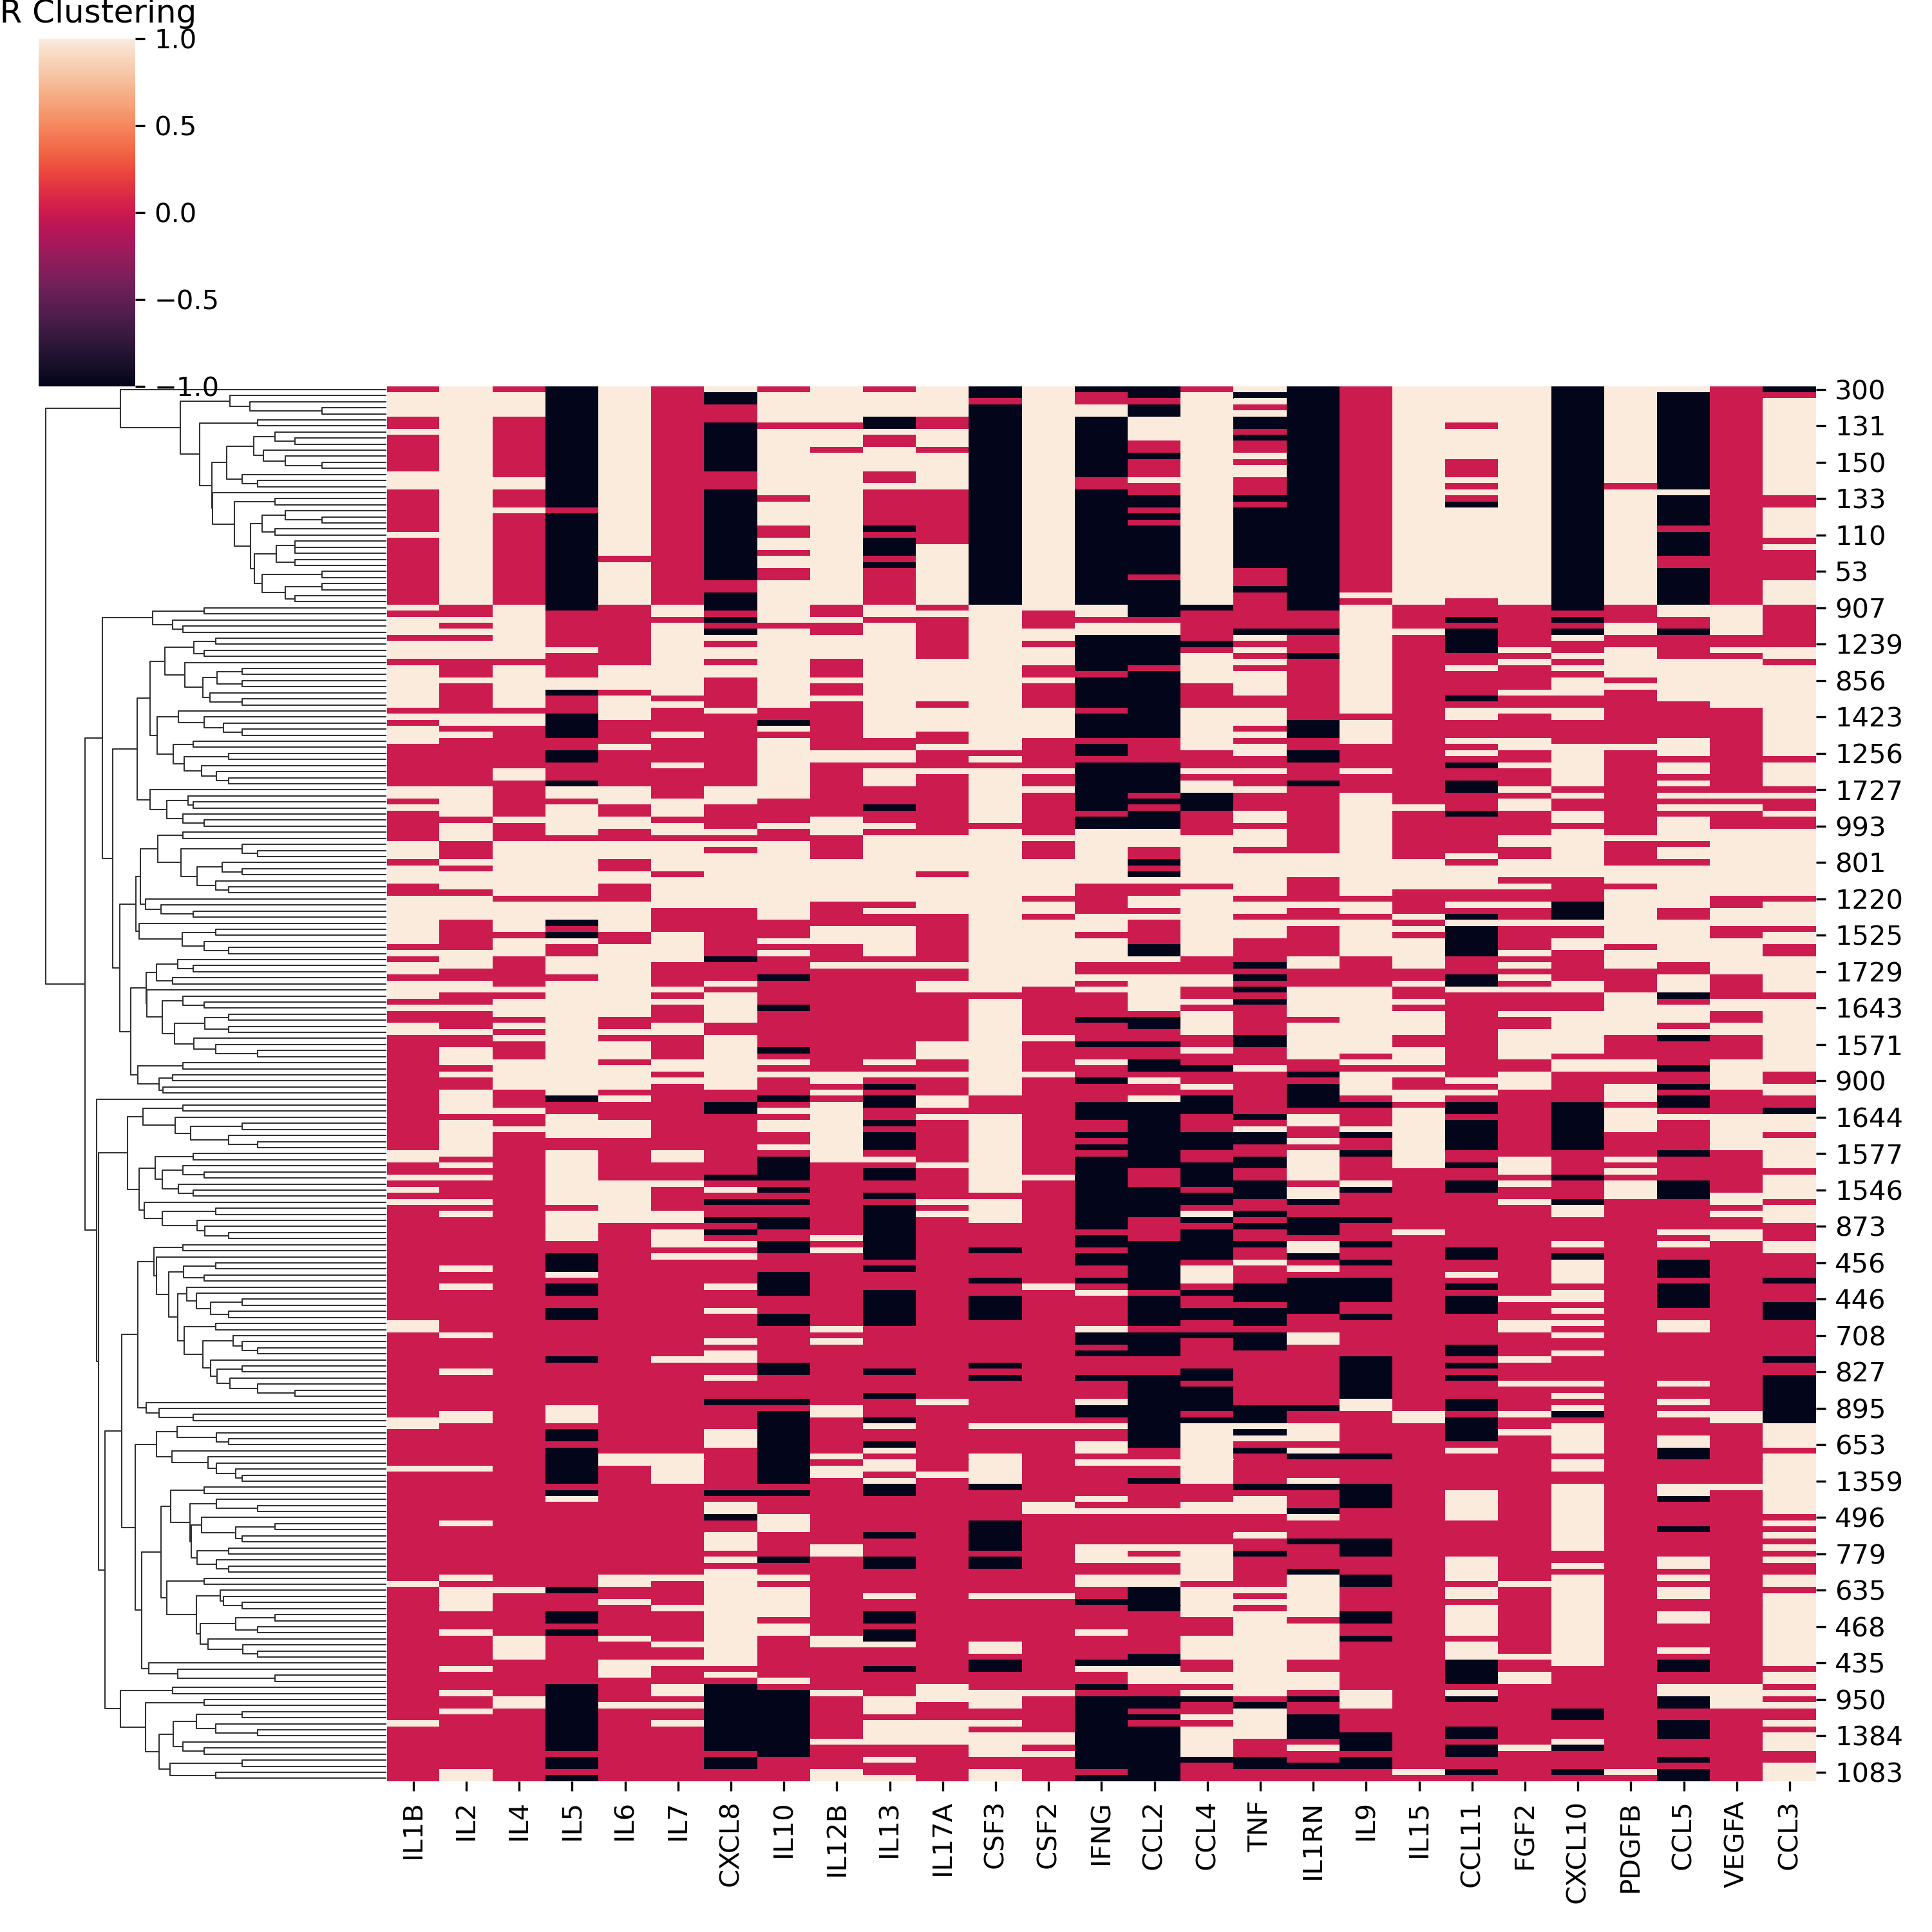 R Clustering
1.0
0.5
0.0
−0.5
−1.0
300
131
150
133
110
53
907
1239
856
1423
1256
1727
993
801
1220
1525
1729
1643
1571
900
1644
1577
1546
873
456
446
708
827
895
653
1359
496
779
635
468
435
950
1384
1083
IL1B
IL2
IL4
IL5
IL6
IL7
CXCL8
IL10
IL12B
IL13
IL17A
CSF3
CSF2
IFNG
CCL2
CCL4
TNF
IL1RN
IL9
IL15
CCL11
FGF2
CXCL10
PDGFB
CCL5
VEGFA
CCL3